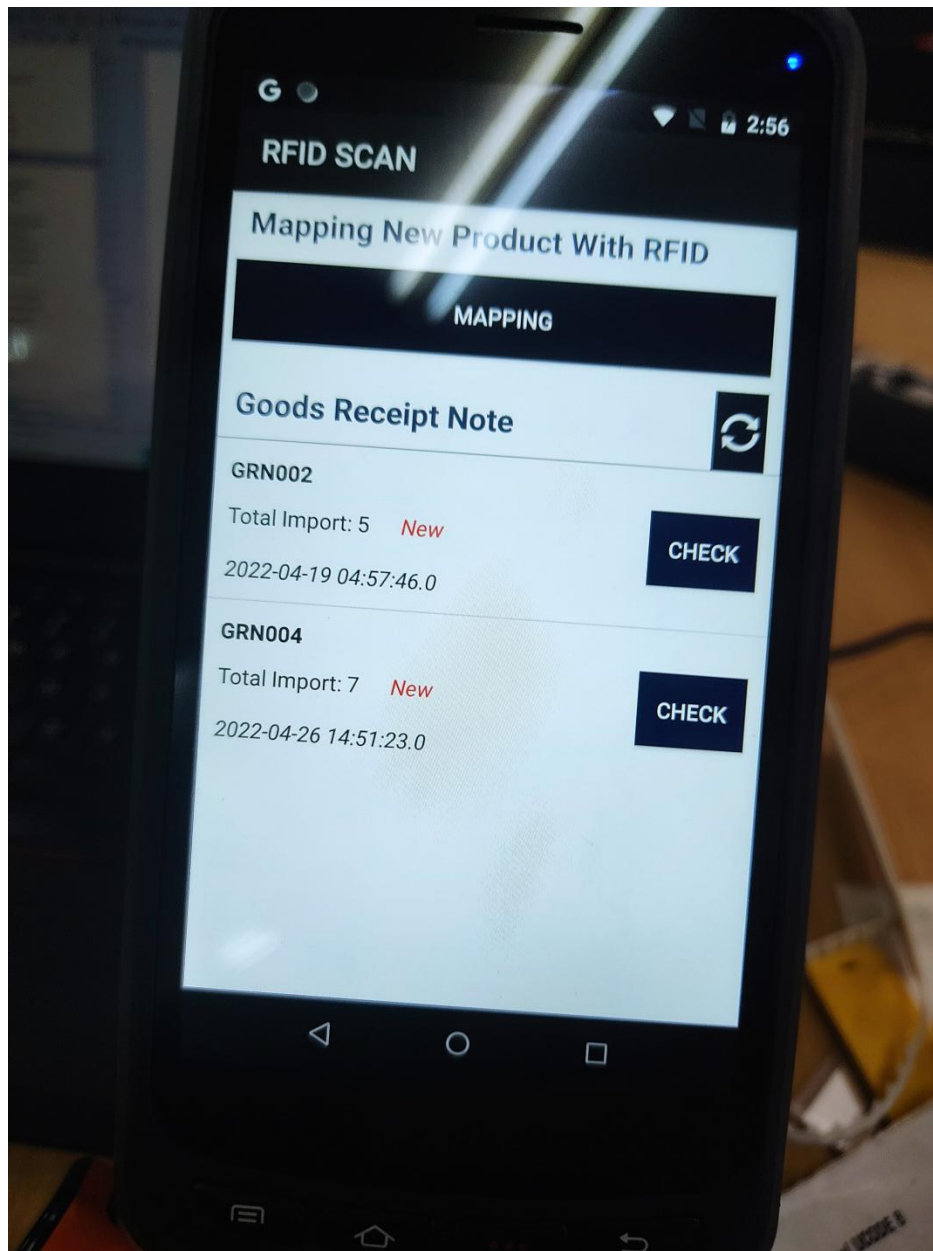 G
2:56
RFID SCAN
Mapping New Product With RFID
MAPPING
Goods Receipt Note
GRN002
Total Import: 5 New
CHECK
2022-04-19 04:57:46.0
GRN004
Total Import: 7 New
CHECK
2022-04-26 14:51:23.0
UCODE 8